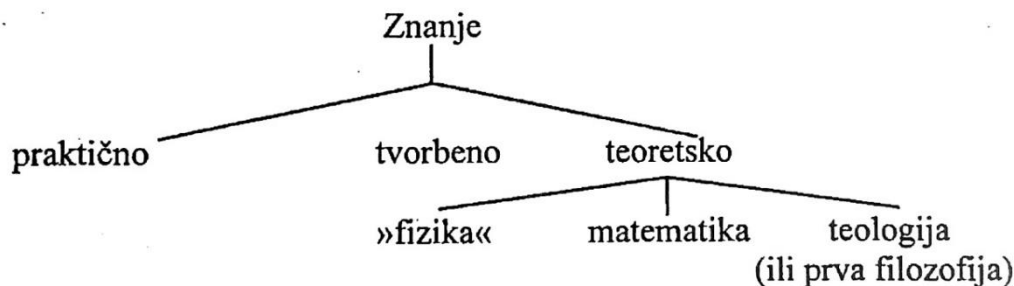 Znanje
praktično tvorbeno teoretsko
»fizika« matematika teologija
(ili prva filozofija)